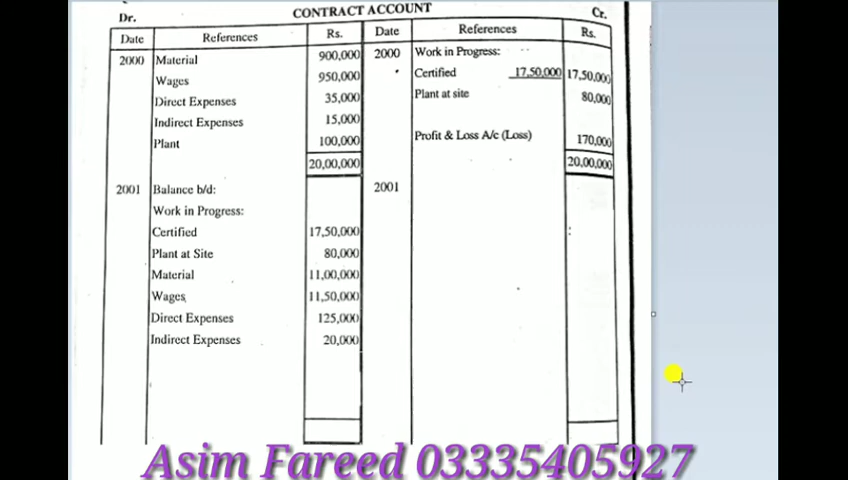 CONTRACT ACCOUNT
Dr. Cr.
Date References Rs. Date References Rs.
2000 Material 900,000 2000 Work in Progress:
Wages 950,000 Certified 17,50,000 17,50,000
Direct Expenses 35,000 Plant at site 80,000
Indirect Expenses 15,000
Plant 100,000 Profit & Loss A/c (Loss) 170,000
20,00,000 20,00,000
2001 Balance b/d: 2001
Work in Progress:
Certified 17,50,000
Plant at Site 80,000
Material 11,00,000
Wages 11,50,000
Direct Expenses 125,000
Indirect Expenses 20,000
Asim Fareed 03335405927